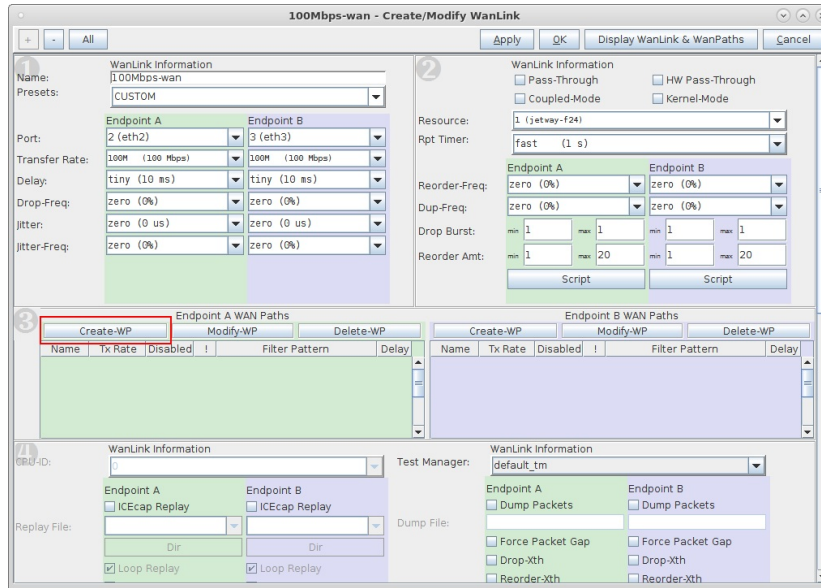 100Mbps-wan - Create/Modify WanLink
+ - All Apply OK Display WanLink & WanPaths Cancel
1 WanLink Information
Name: 100Mbps-wan
Presets: CUSTOM
Endpoint A Endpoint B
Port: 2 (eth2) 3 (eth3)
Transfer Rate: 100M (100 Mbps) 100M (100 Mbps)
Delay: tiny (10 ms) tiny (10 ms)
Drop-Freq: zero (0%) zero (0%)
Jitter: zero (0 us) zero (0 us)
Jitter-Freq: zero (0%) zero (0%)
2 WanLink Information
Pass-Through HW Pass-Through
Coupled-Mode Kernel-Mode
Resource: 1 (jetway-f24)
Rpt Timer: fast (1 s)
Endpoint A Endpoint B
Reorder-Freq: zero (0%) zero (0%)
Dup-Freq: zero (0%) zero (0%)
Drop Burst: min 1 max 1 min 1 max 1
Reorder Amt: min 1 max 20 min 1 max 20
Script Script
3 Endpoint A WAN Paths
Create-WP Modify-WP Delete-WP
Name Tx Rate Disabled ! Filter Pattern Delay
Endpoint B WAN Paths
Create-WP Modify-WP Delete-WP
Name Tx Rate Disabled ! Filter Pattern Delay
4 WanLink Information
CPU-ID: 0
Endpoint A Endpoint B
ICEcap Replay ICEcap Replay
Replay File:
Dir Dir
Loop Replay Loop Replay
WanLink Information
Test Manager: default_tm
Endpoint A Endpoint B
Dump Packets Dump Packets
Dump File:
Force Packet Gap Force Packet Gap
Drop-Xth Drop-Xth
Reorder-Xth Reorder-Xth